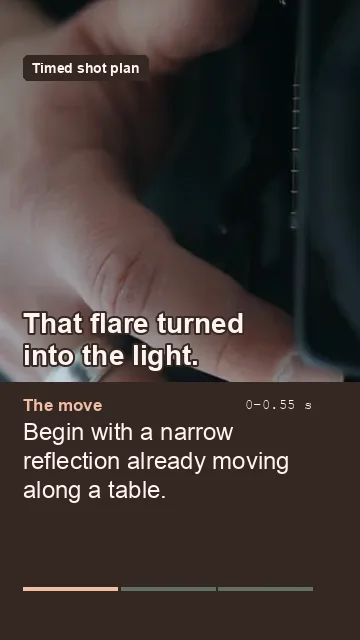 Timed shot plan
That flare turned
into the light.
The move
0–0.55 s
Begin with a narrow
reflection already moving
along a table.